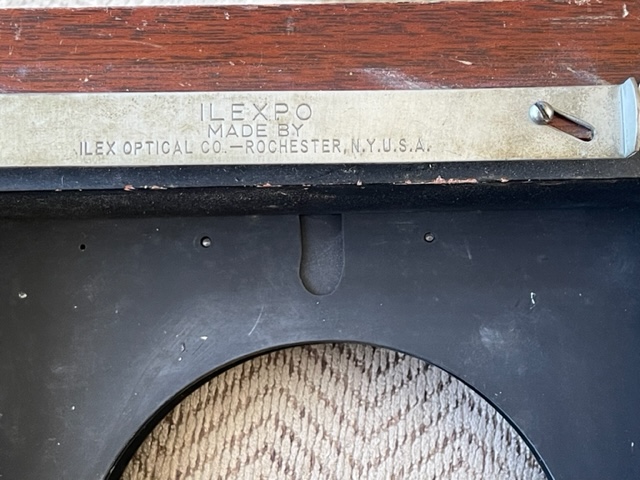 ILEXPO
MADE BY
ILEX OPTICAL CO.—ROCHESTER, N.Y. U.S.A.